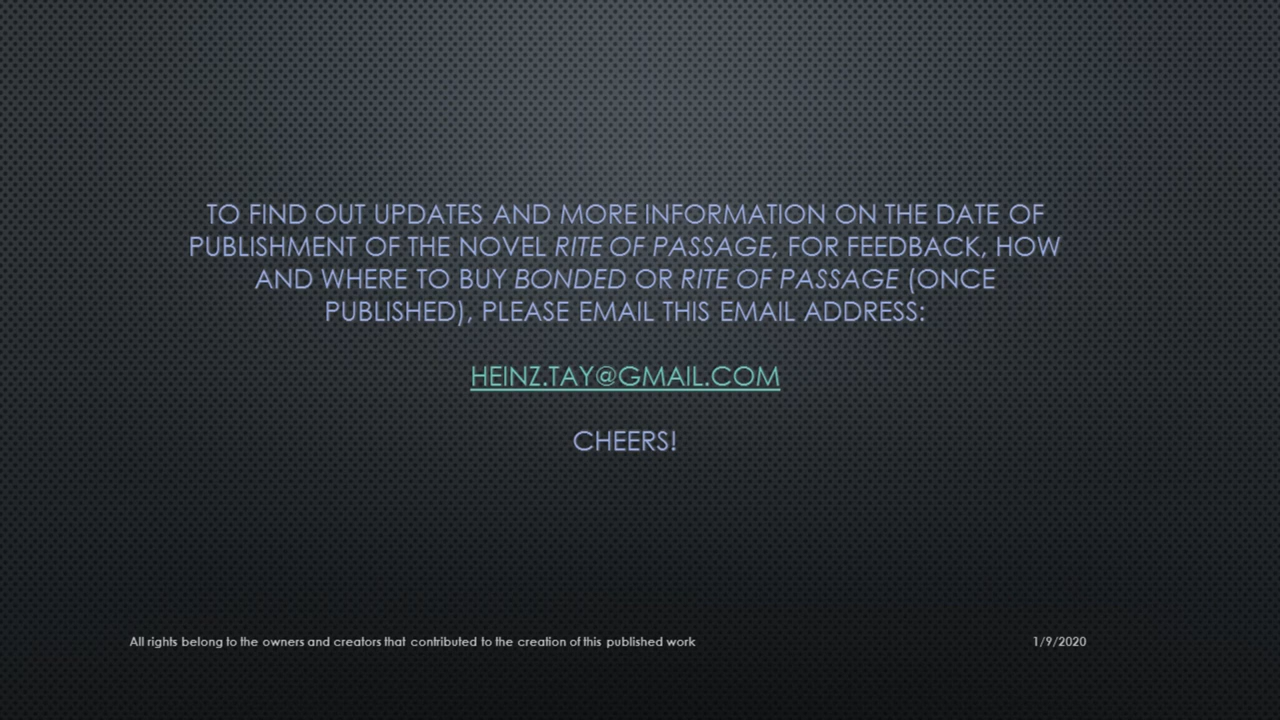 TO FIND OUT UPDATES AND MORE INFORMATION ON THE DATE OF
PUBLISHMENT OF THE NOVEL RITE OF PASSAGE, FOR FEEDBACK, HOW
AND WHERE TO BUY BONDED OR RITE OF PASSAGE (ONCE
PUBLISHED), PLEASE EMAIL THIS EMAIL ADDRESS:
HEINZ.TAY@GMAIL.COM
CHEERS!
All rights belong to the owners and creators that contributed to the creation of this published work
1/9/2020